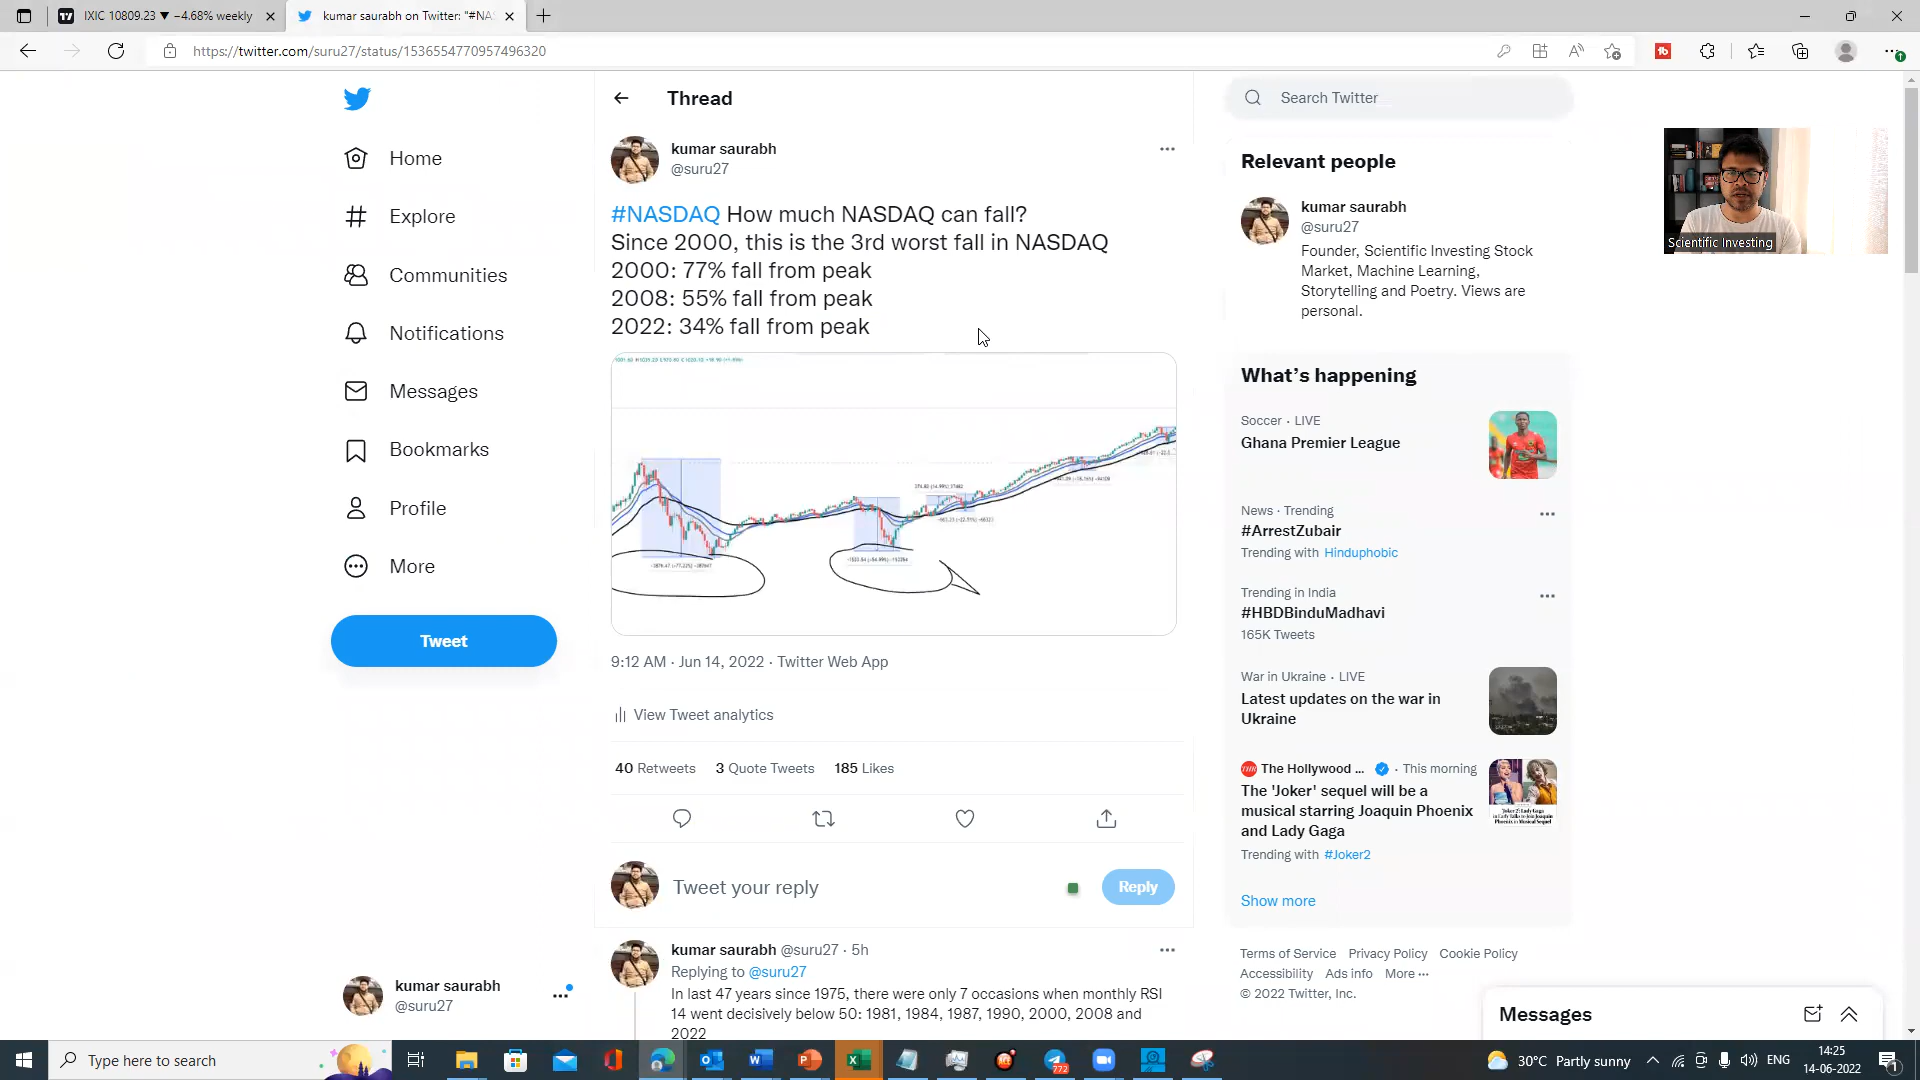 IXIC 10809.23 ▼ −4.68% weekly
kumar saurabh on Twitter: "#NAS
https://twitter.com/suru27/status/1536554770957496320
Home
Explore
Communities
Notifications
Messages
Bookmarks
Profile
More
Tweet
kumar saurabh
@suru27
Thread
kumar saurabh
@suru27
#NASDAQ How much NASDAQ can fall?
Since 2000, this is the 3rd worst fall in NASDAQ
2000: 77% fall from peak
2008: 55% fall from peak
2022: 34% fall from peak
9:12 AM · Jun 14, 2022 · Twitter Web App
View Tweet analytics
40 Retweets 3 Quote Tweets 185 Likes
Tweet your reply
Reply
kumar saurabh @suru27 · 5h
Replying to @suru27
In last 47 years since 1975, there were only 7 occasions when monthly RSI
14 went decisively below 50: 1981, 1984, 1987, 1990, 2000, 2008 and
2022
Search Twitter
Relevant people
kumar saurabh
@suru27
Founder, Scientific Investing Stock
Market, Machine Learning,
Storytelling and Poetry. Views are
personal.
What's happening
Soccer · LIVE
Ghana Premier League
News · Trending
#ArrestZubair
Trending with Hinduphobic
Trending in India
#HBDBinduMadhavi
165K Tweets
War in Ukraine · LIVE
Latest updates on the war in
Ukraine
The Hollywood ... · This morning
The 'Joker' sequel will be a
musical starring Joaquin Phoenix
and Lady Gaga
Trending with #Joker2
Show more
Terms of Service Privacy Policy Cookie Policy
Accessibility Ads info More ···
© 2022 Twitter, Inc.
Messages
Scientific Investing
Type here to search
772
30°C Partly sunny
ENG
14:25
14-06-2022
1